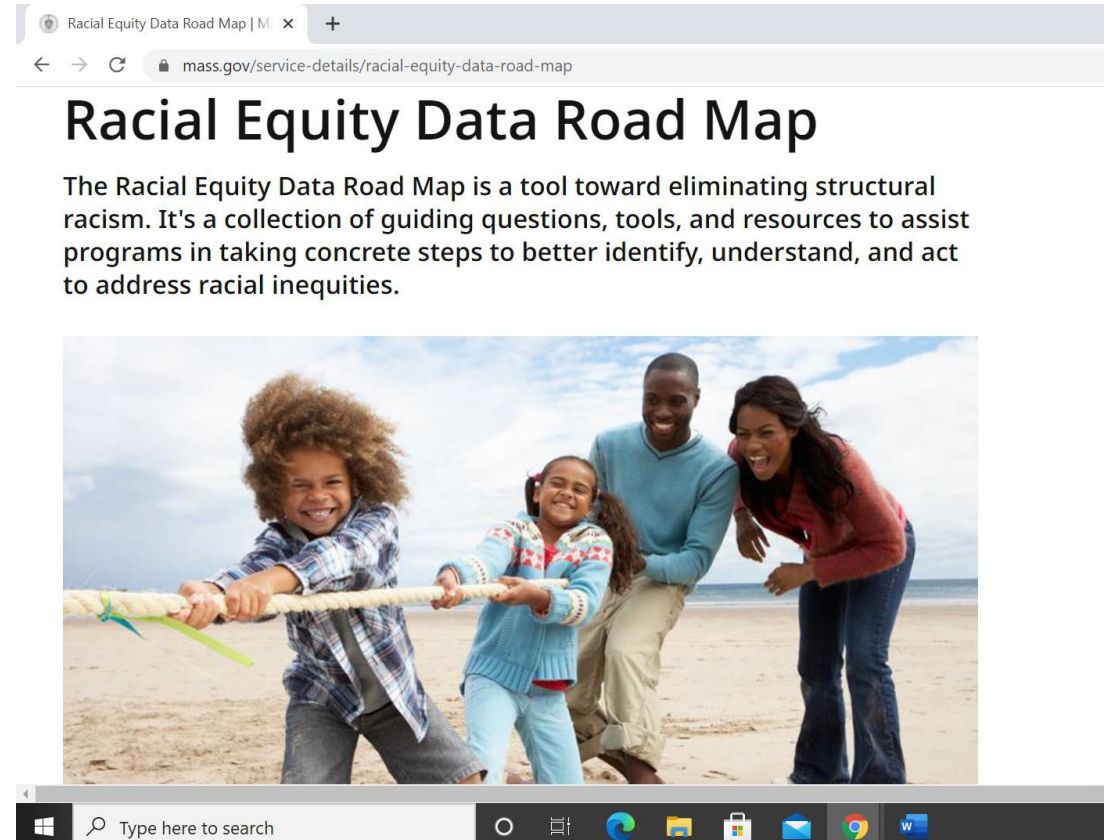 Racial Equity Data Road Map | M
mass.gov/service-details/racial-equity-data-road-map
Racial Equity Data Road Map
The Racial Equity Data Road Map is a tool toward eliminating structural
racism. It's a collection of guiding questions, tools, and resources to assist
programs in taking concrete steps to better identify, understand, and act
to address racial inequities.
Type here to search
W